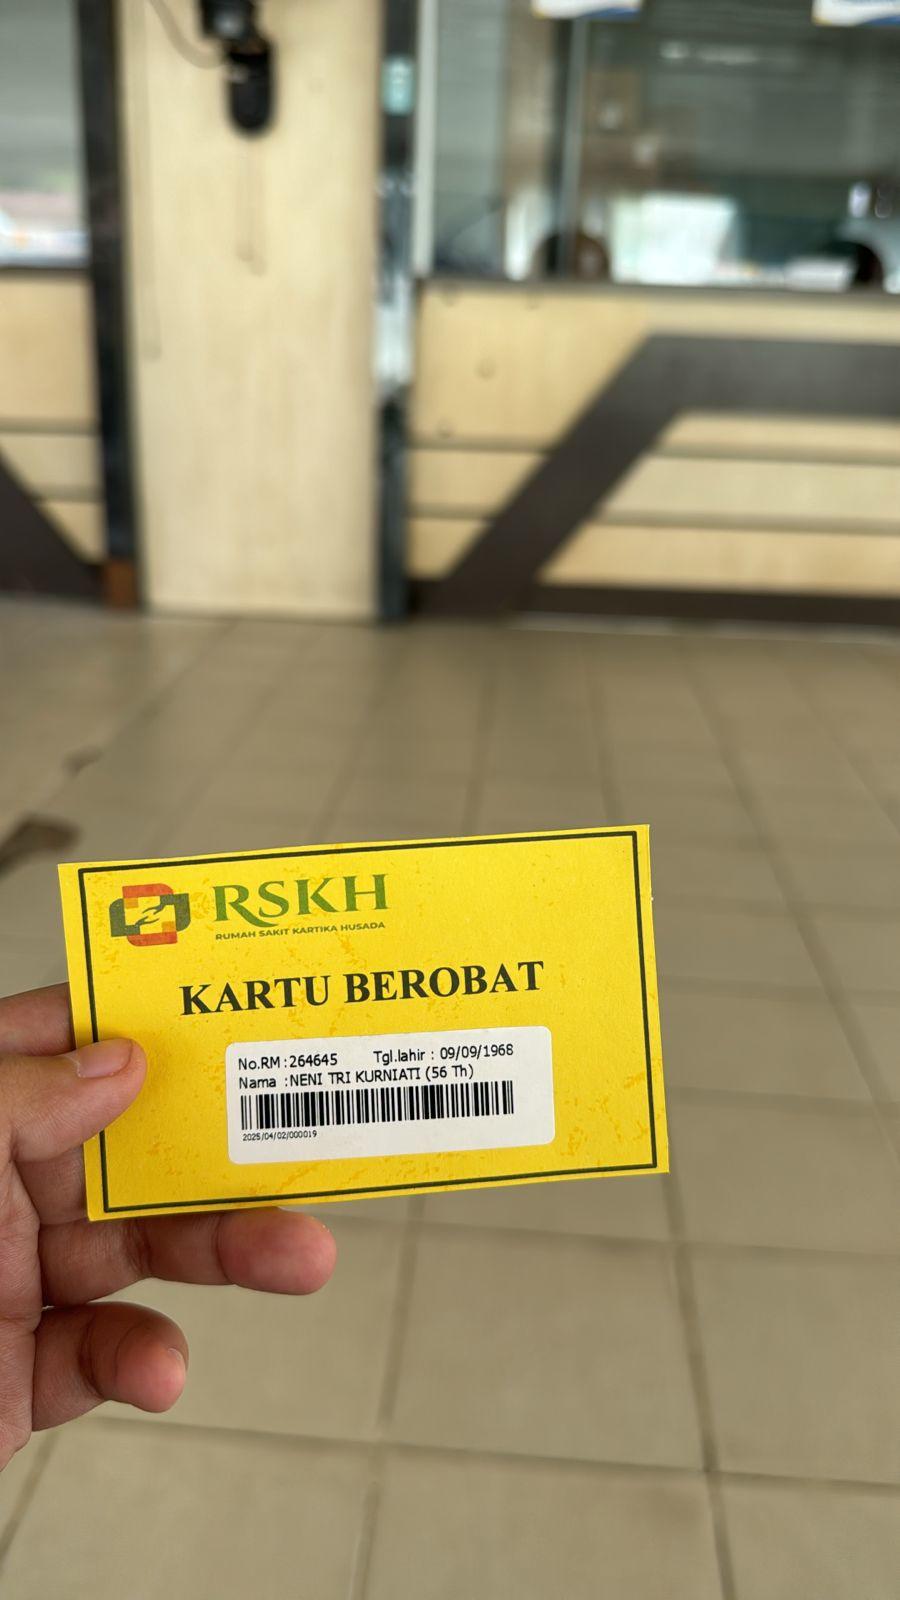 RSKH
RUMAH SAKIT KARTIKA HUSADA
KARTU BEROBAT
No.RM : 264645 Tgl.lahir : 09/09/1968
Nama : NENI TRI KURNIATI (56 Th)
2025/04/02/000019